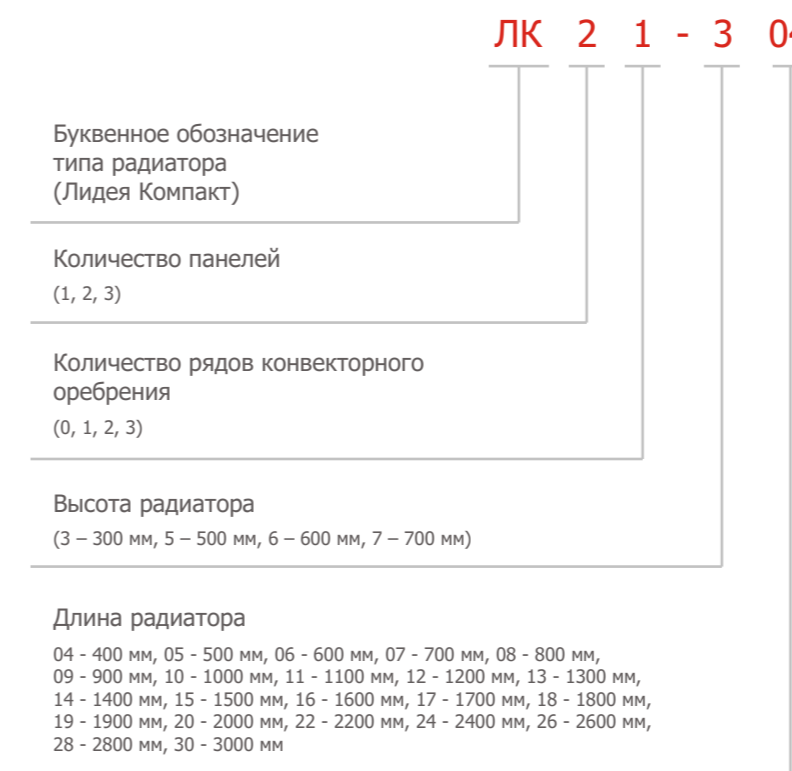 ЛК 2 1 - 3 04
Буквенное обозначение
типа радиатора
(Лидея Компакт)
Количество панелей
(1, 2, 3)
Количество рядов конвекторного
оребрения
(0, 1, 2, 3)
Высота радиатора
(3 – 300 мм, 5 – 500 мм, 6 – 600 мм, 7 – 700 мм)
Длина радиатора
04 - 400 мм, 05 - 500 мм, 06 - 600 мм, 07 - 700 мм, 08 - 800 мм,
09 - 900 мм, 10 - 1000 мм, 11 - 1100 мм, 12 - 1200 мм, 13 - 1300 мм,
14 - 1400 мм, 15 - 1500 мм, 16 - 1600 мм, 17 - 1700 мм, 18 - 1800 мм,
19 - 1900 мм, 20 - 2000 мм, 22 - 2200 мм, 24 - 2400 мм, 26 - 2600 мм,
28 - 2800 мм, 30 - 3000 мм